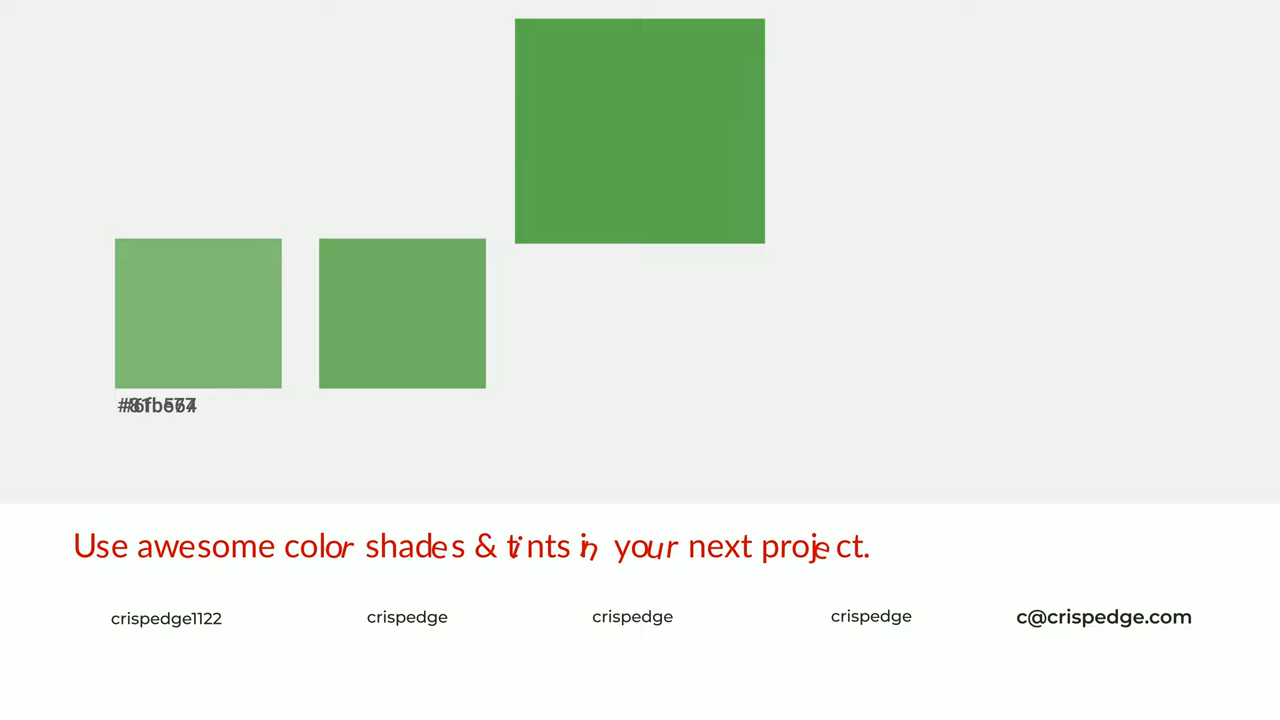 Use awesome color shades & tints in your next project.
crispedge1122 crispedge crispedge crispedge c@crispedge.com